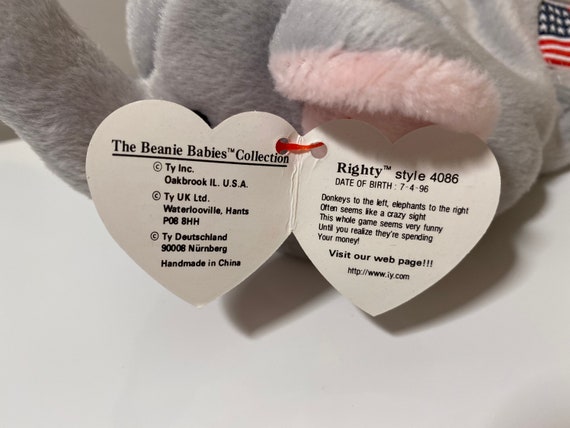 The Beanie Babies™Collection
© Ty Inc.
Oakbrook IL. U.S.A.
© Ty UK Ltd.
Waterlooville, Hants
P08 8HH
© Ty Deutschland
90008 Nürnberg
Handmade in China
Righty™ style 4086
DATE OF BIRTH : 7-4-96
Donkeys to the left, elephants to the right
Often seems like a crazy sight
This whole game seems very funny
Until you realize they're spending
Your money!
Visit our web page!!!
http://www.ty.com